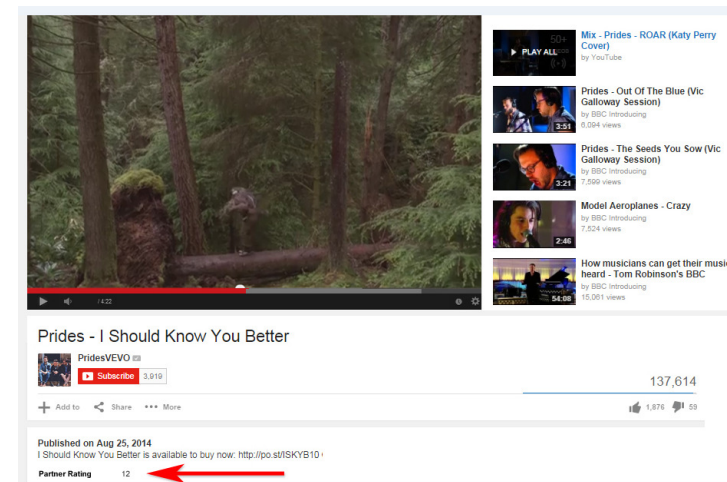 50+
PLAY ALL
Mix - Prides - ROAR (Katy Perry
Cover)
by YouTube
3:51
Prides - Out Of The Blue (Vic
Galloway Session)
by BBC Introducing
6,094 views
3:21
Prides - The Seeds You Sow (Vic
Galloway Session)
by BBC Introducing
7,599 views
2:46
Model Aeroplanes - Crazy
by BBC Introducing
7,524 views
54:08
How musicians can get their musi
heard - Tom Robinson's BBC
by BBC Introducing
15,061 views
/ 4:22
Prides - I Should Know You Better
PridesVEVO
Subscribe 3,919
137,614
Add to Share More
1,876 59
Published on Aug 25, 2014
I Should Know You Better is available to buy now: http://po.st/ISKYB10
Partner Rating 12